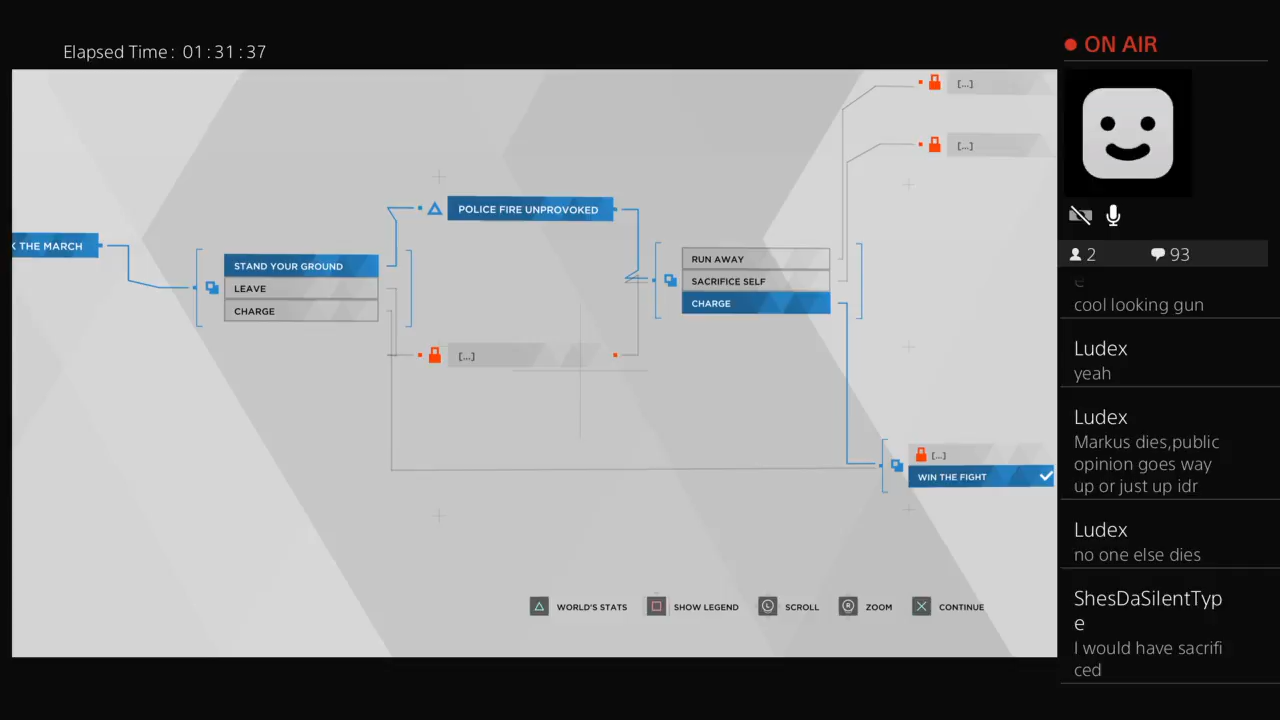 Elapsed Time: 01:31:37
ON AIR
[...]
[...]
POLICE FIRE UNPROVOKED
K THE MARCH
STAND YOUR GROUND
LEAVE
CHARGE
RUN AWAY
SACRIFICE SELF
CHARGE
[...]
[...]
WIN THE FIGHT
WORLD'S STATS
SHOW LEGEND
L
SCROLL
R
ZOOM
CONTINUE
2
93
e
cool looking gun
Ludex
yeah
Ludex
Markus dies,public
opinion goes way
up or just up idr
Ludex
no one else dies
ShesDaSilentTyp
e
I would have sacrifi
ced